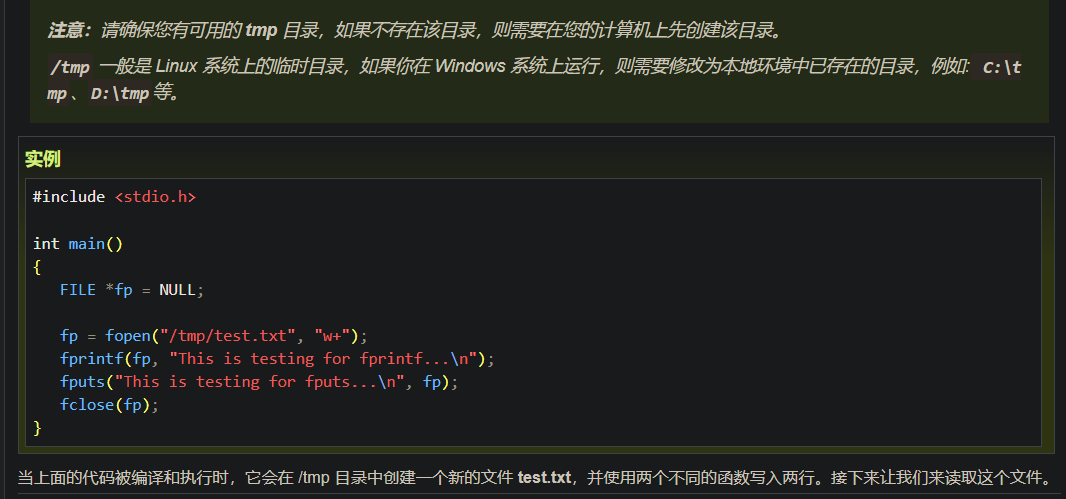 注意：请确保您有可用的 tmp 目录，如果不存在该目录，则需要在您的计算机上先创建该目录。
/tmp 一般是 Linux 系统上的临时目录，如果你在 Windows 系统上运行，则需要修改为本地环境中已存在的目录，例如: C:\t
mp、D:\tmp等。
实例
#include <stdio.h>

int main()
{
   FILE *fp = NULL;

   fp = fopen("/tmp/test.txt", "w+");
   fprintf(fp, "This is testing for fprintf...\n");
   fputs("This is testing for fputs...\n", fp);
   fclose(fp);
}
当上面的代码被编译和执行时，它会在 /tmp 目录中创建一个新的文件 test.txt，并使用两个不同的函数写入两行。接下来让我们来读取这个文件。